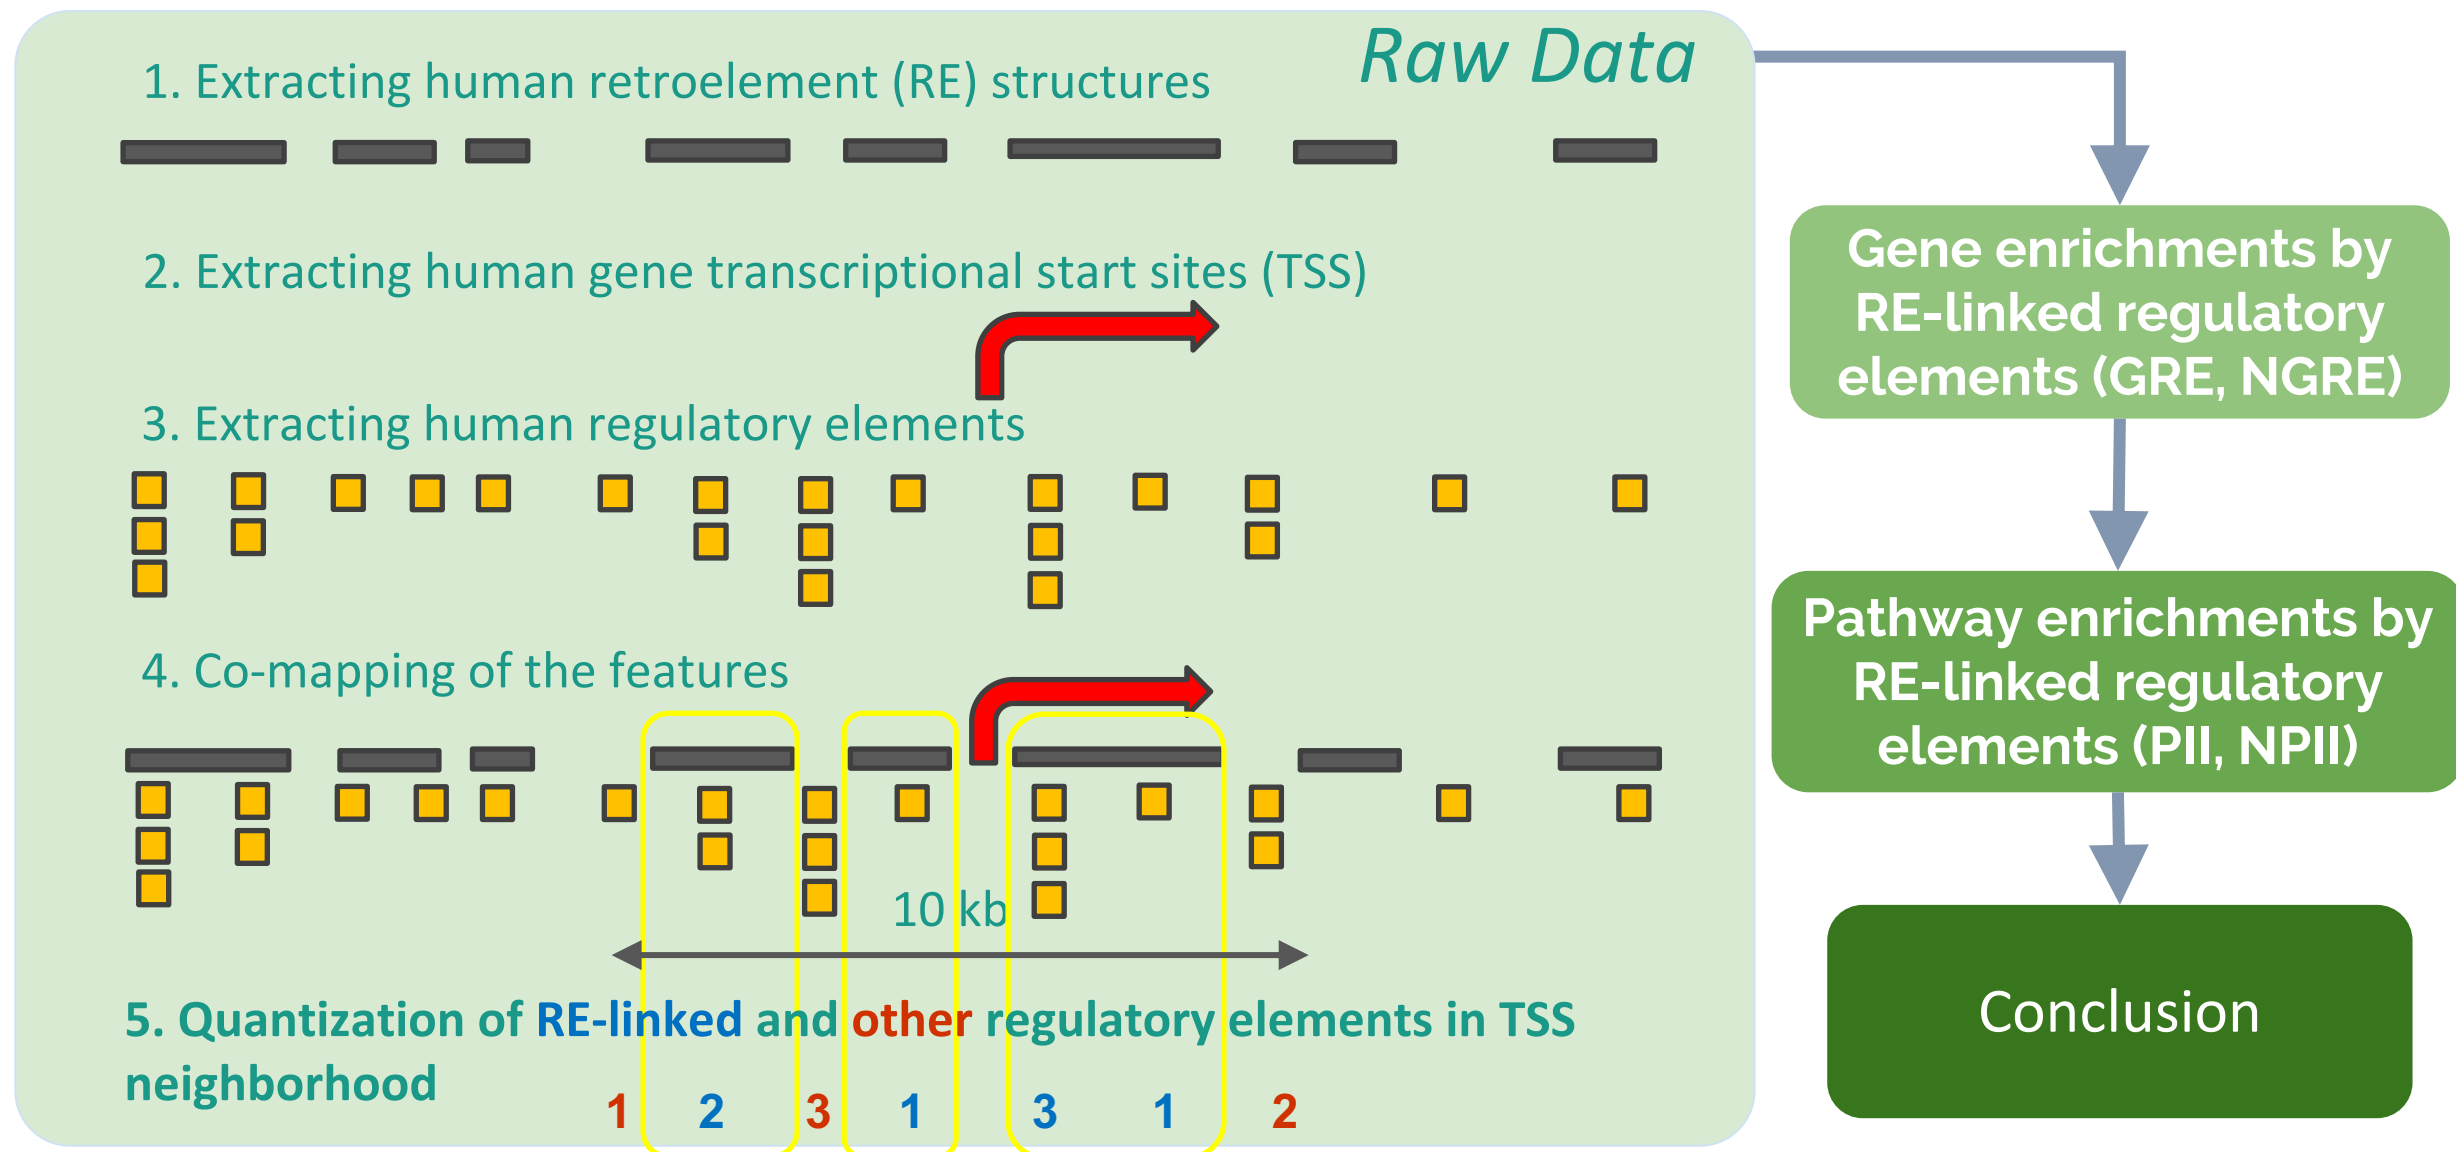 Raw Data
1. Extracting human retroelement (RE) structures
2. Extracting human gene transcriptional start sites (TSS)
3. Extracting human regulatory elements
4. Co-mapping of the features
10 kb
5. Quantization of RE-linked and other regulatory elements in TSS
neighborhood
1 2 3 1 3 1 2
Gene enrichments by
RE-linked regulatory
elements (GRE, NGRE)
Pathway enrichments by
RE-linked regulatory
elements (PII, NPII)
Conclusion